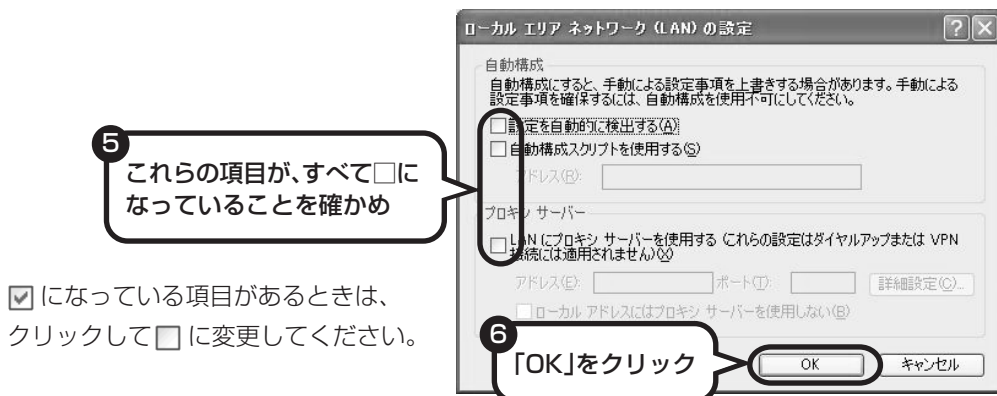 ローカル エリア ネットワーク (LAN) の設定
自動構成
自動構成にすると、手動による設定事項を上書きする場合があります。手動による
設定事項を確保するには、自動構成を使用不可にしてください。
設定を自動的に検出する(A)
自動構成スクリプトを使用する(S)
アドレス(R):
プロキシ サーバー
LAN にプロキシ サーバーを使用する (これらの設定はダイヤルアップまたは VPN
接続には適用されません)(X)
アドレス(E):
ポート(T):
詳細設定(C)...
ローカル アドレスにはプロキシ サーバーを使用しない(B)
OK
キャンセル
5
これらの項目が、すべて□に
なっていることを確かめ
☑ になっている項目があるときは、
クリックして □ に変更してください。
6
「OK」をクリック